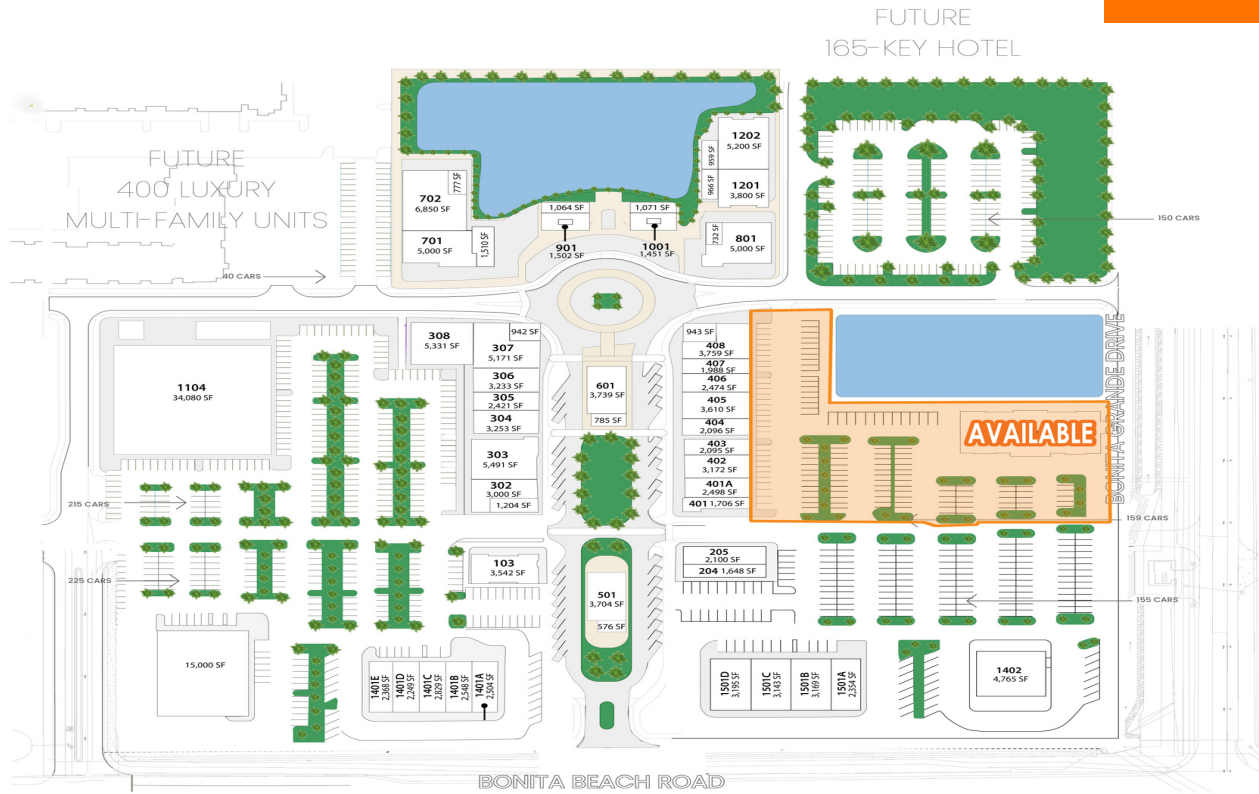 FUTURE
165-KEY HOTEL
FUTURE
400 LUXURY
MULTI-FAMILY UNITS
40 CARS
702
6,850 SF
777 SF
701
5,000 SF
1,510 SF
1,064 SF
901
1,502 SF
1,071 SF
1001
1,451 SF
1202
5,200 SF
959 SF
1201
3,800 SF
966 SF
801
5,000 SF
732 SF
150 CARS
1104
34,080 SF
308
5,331 SF
942 SF
307
5,171 SF
306
3,233 SF
305
2,421 SF
304
3,253 SF
303
5,491 SF
302
3,000 SF
1,204 SF
601
3,739 SF
785 SF
943 SF
408
3,759 SF
407
1,988 SF
406
2,474 SF
405
3,610 SF
404
2,096 SF
403
2,095 SF
402
3,172 SF
401A
2,498 SF
401 1,706 SF
AVAILABLE
BONITA GRANDE DRIVE
215 CARS
225 CARS
159 CARS
155 CARS
103
3,542 SF
501
3,704 SF
576 SF
205
2,100 SF
204 1,648 SF
15,000 SF
1401E
2,368 SF
1401D
2,249 SF
1401C
2,829 SF
1401B
2,548 SF
1401A
2,504 SF
1501D
3,195 SF
1501C
3,143 SF
1501B
3,169 SF
1501A
2,354 SF
1402
4,765 SF
BONITA BEACH ROAD